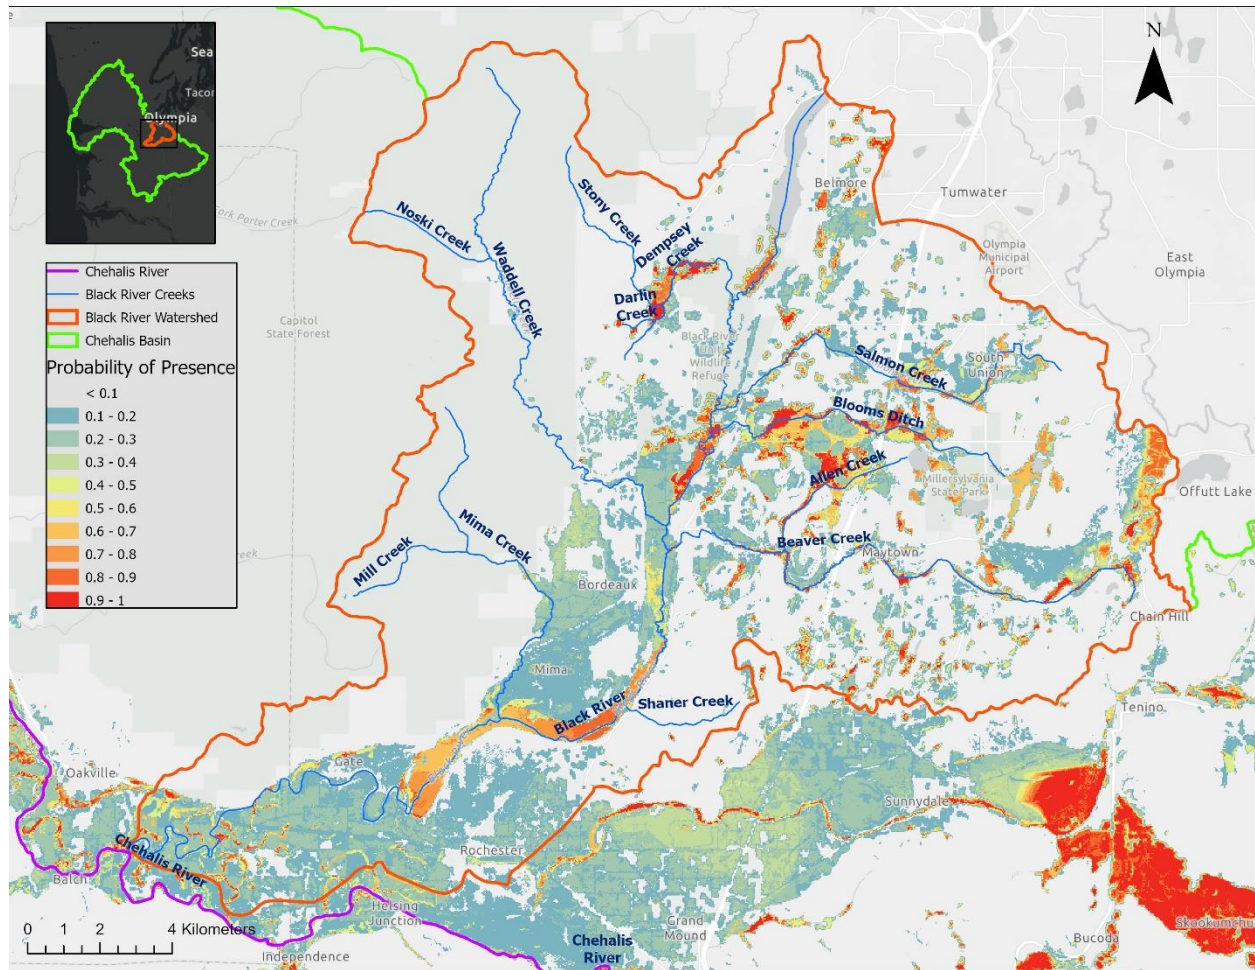 Sea
Tacor
Olympia
N
Chehalis River
Black River Creeks
Black River Watershed
Chehalis Basin
Probability of Presence
< 0.1
0.1 - 0.2
0.2 - 0.3
0.3 - 0.4
0.4 - 0.5
0.5 - 0.6
0.6 - 0.7
0.7 - 0.8
0.8 - 0.9
0.9 - 1
Porter Creek
Capitol
State Forest
Noski Creek
Waddell Creek
Stony Creek
Dempsey
Creek
Darlin
Creek
Belmore
Tumwater
Olympia
Municipal
Airport
East
Olympia
Black River
Unit
Wildlife
Refuge
Salmon Creek
South
Union
Blooms Ditch
Allen Creek
Millersylvania
State Park
Offutt Lake
Mima Creek
Mill Creek
Beaver Creek
Maytown
Bordeaux
Chain Hill
Mima
Black River
Shaner Creek
Tenino
Gate
Oakville
Sunnydale
Rochester
Chehalis River
Balch
Helsing
Junction
Grand
Mound
Skookumchu
Bucoda
Chehalis
River
Independence
0 1 2 4 Kilometers